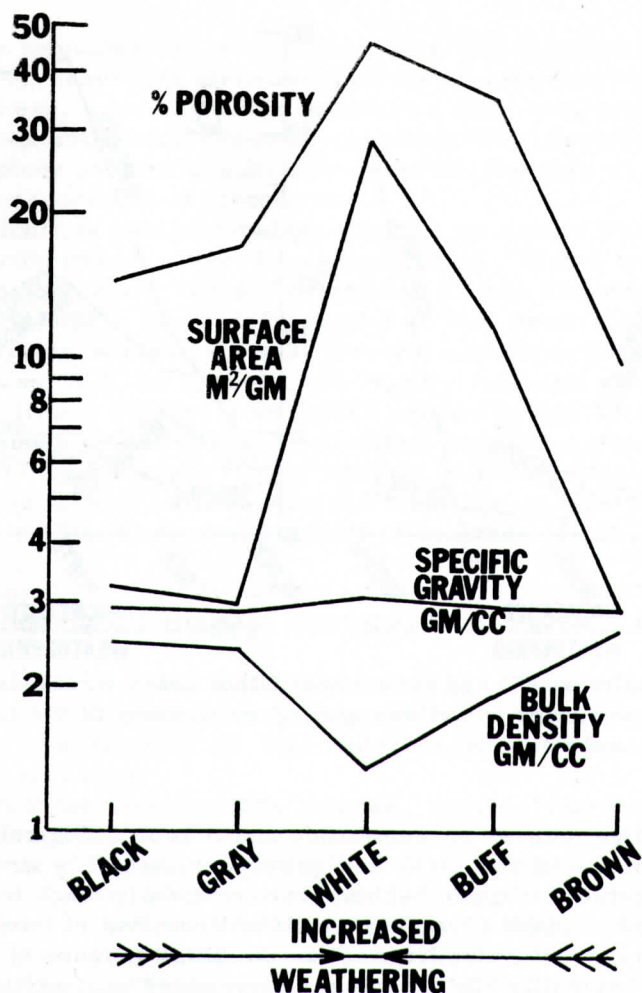 50
40
30
20
10
8
6
4
3
2
1
% POROSITY
SURFACE
AREA
M²/GM
SPECIFIC
GRAVITY
GM/CC
BULK
DENSITY
GM/CC
BLACK
GRAY
WHITE
BUFF
BROWN
INCREASED
WEATHERING